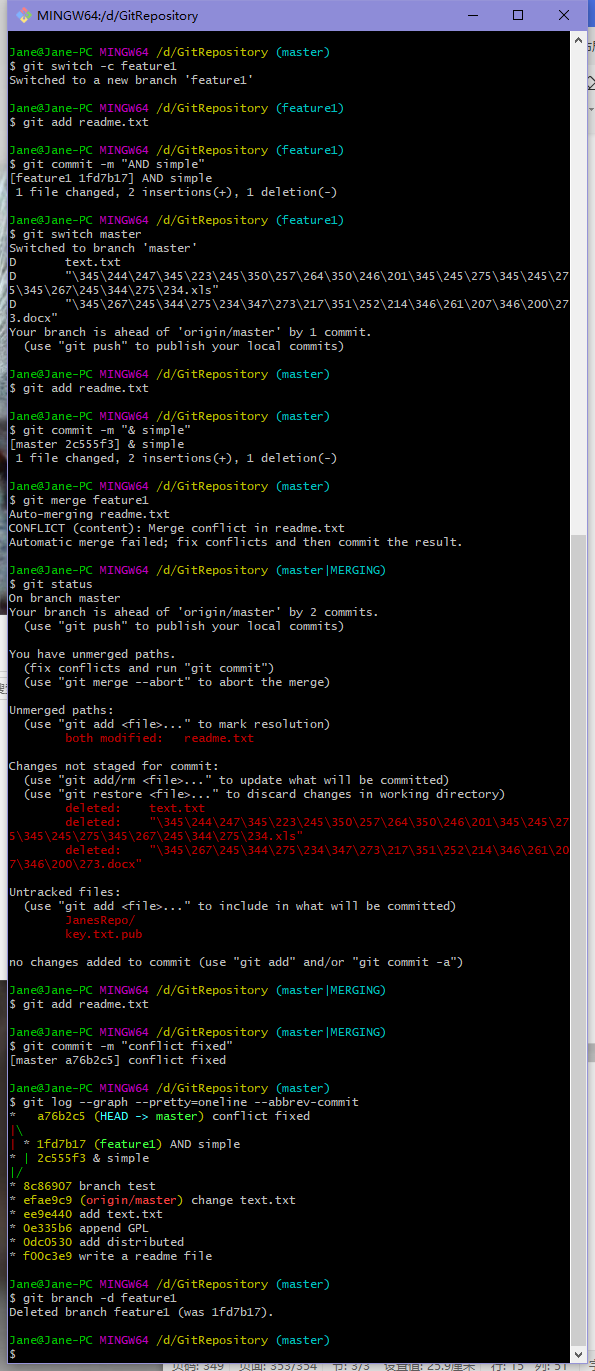 MINGW64:/d/GitRepository
Jane@Jane-PC MINGW64 /d/GitRepository (master)
$ git switch -c feature1
Switched to a new branch 'feature1'
Jane@Jane-PC MINGW64 /d/GitRepository (feature1)
$ git add readme.txt
Jane@Jane-PC MINGW64 /d/GitRepository (feature1)
$ git commit -m "AND simple"
[feature1 1fd7b17] AND simple
 1 file changed, 2 insertions(+), 1 deletion(-)
Jane@Jane-PC MINGW64 /d/GitRepository (feature1)
$ git switch master
Switched to branch 'master'
D       text.txt
D       "\345\244\247\345\223\245\350\257\264\350\246\201\345\245\275\345\245\27
5\345\267\245\344\275\234.xls"
D       "\345\267\245\344\275\234\347\273\217\351\252\214\346\261\207\346\200\27
3.docx"
Your branch is ahead of 'origin/master' by 1 commit.
  (use "git push" to publish your local commits)
Jane@Jane-PC MINGW64 /d/GitRepository (master)
$ git add readme.txt
Jane@Jane-PC MINGW64 /d/GitRepository (master)
$ git commit -m "& simple"
[master 2c555f3] & simple
 1 file changed, 2 insertions(+), 1 deletion(-)
Jane@Jane-PC MINGW64 /d/GitRepository (master)
$ git merge feature1
Auto-merging readme.txt
CONFLICT (content): Merge conflict in readme.txt
Automatic merge failed; fix conflicts and then commit the result.
Jane@Jane-PC MINGW64 /d/GitRepository (master|MERGING)
$ git status
On branch master
Your branch is ahead of 'origin/master' by 2 commits.
  (use "git push" to publish your local commits)
You have unmerged paths.
  (fix conflicts and run "git commit")
  (use "git merge --abort" to abort the merge)
Unmerged paths:
  (use "git add <file>..." to mark resolution)
        both modified:   readme.txt
Changes not staged for commit:
  (use "git add/rm <file>..." to update what will be committed)
  (use "git restore <file>..." to discard changes in working directory)
        deleted:    text.txt
        deleted:    "\345\244\247\345\223\245\350\257\264\350\246\201\345\245\27
5\345\245\275\345\267\245\344\275\234.xls"
        deleted:    "\345\267\245\344\275\234\347\273\217\351\252\214\346\261\20
7\346\200\273.docx"
Untracked files:
  (use "git add <file>..." to include in what will be committed)
        JanesRepo/
        key.txt.pub
no changes added to commit (use "git add" and/or "git commit -a")
Jane@Jane-PC MINGW64 /d/GitRepository (master|MERGING)
$ git add readme.txt
Jane@Jane-PC MINGW64 /d/GitRepository (master|MERGING)
$ git commit -m "conflict fixed"
[master a76b2c5] conflict fixed
Jane@Jane-PC MINGW64 /d/GitRepository (master)
$ git log --graph --pretty=oneline --abbrev-commit
*   a76b2c5 (HEAD -> master) conflict fixed
|\
| * 1fd7b17 (feature1) AND simple
* | 2c555f3 & simple
|/
* 8c86907 branch test
* efae9c9 (origin/master) change text.txt
* ee9e440 add text.txt
* 0e335b6 append GPL
* 0dc0530 add distributed
* f00c3e9 write a readme file
Jane@Jane-PC MINGW64 /d/GitRepository (master)
$ git branch -d feature1
Deleted branch feature1 (was 1fd7b17).
Jane@Jane-PC MINGW64 /d/GitRepository (master)
$